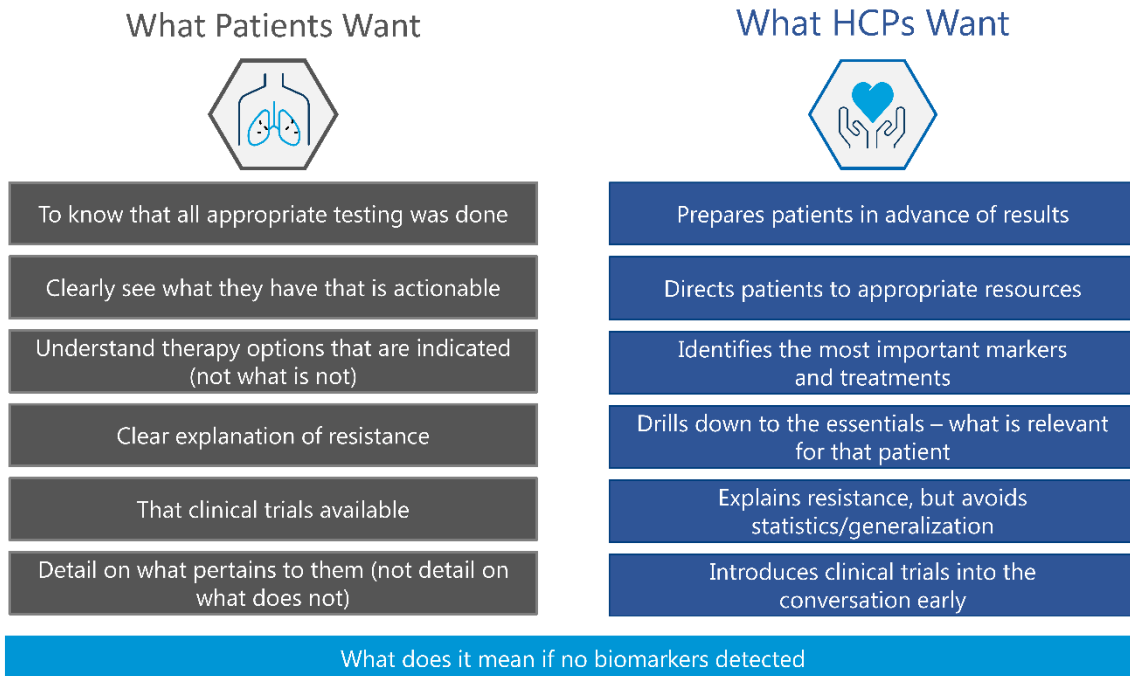 What Patients Want
To know that all appropriate testing was done
Clearly see what they have that is actionable
Understand therapy options that are indicated
(not what is not)
Clear explanation of resistance
That clinical trials available
Detail on what pertains to them (not detail on
what does not)
What HCPs Want
Prepares patients in advance of results
Directs patients to appropriate resources
Identifies the most important markers
and treatments
Drills down to the essentials – what is relevant
for that patient
Explains resistance, but avoids
statistics/generalization
Introduces clinical trials into the
conversation early
What does it mean if no biomarkers detected